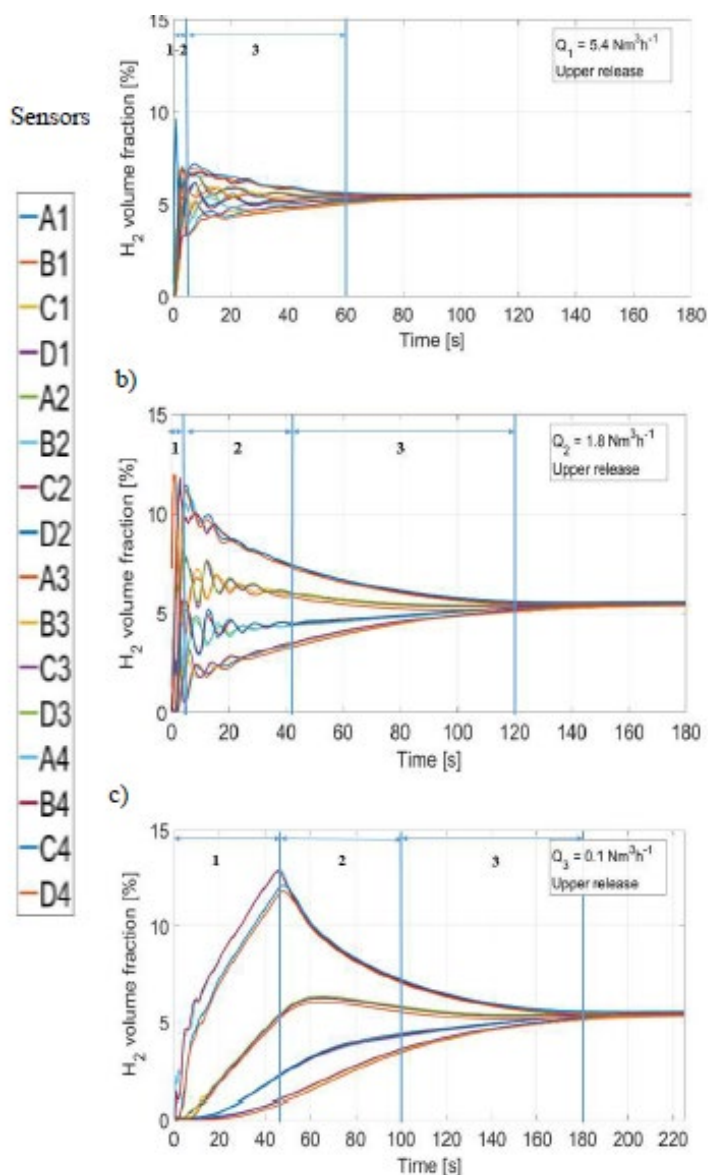 Sensors
A1
B1
C1
D1
A2
B2
C2
D2
A3
B3
C3
D3
A4
B4
C4
D4
15
10
5
0
H2 volume fraction [%]
1-2
3
Q1 = 5.4 Nm³h⁻¹
Upper release
0 20 40 60 80 100 120 140 160 180
Time [s]
b)
15
10
5
0
H2 volume fraction [%]
1
2
3
Q2 = 1.8 Nm³h⁻¹
Upper release
0 20 40 60 80 100 120 140 160 180
Time [s]
c)
15
10
5
0
H2 volume fraction [%]
1
2
3
Q3 = 0.1 Nm³h⁻¹
Upper release
0 20 40 60 80 100 120 140 160 180 200 220
Time [s]